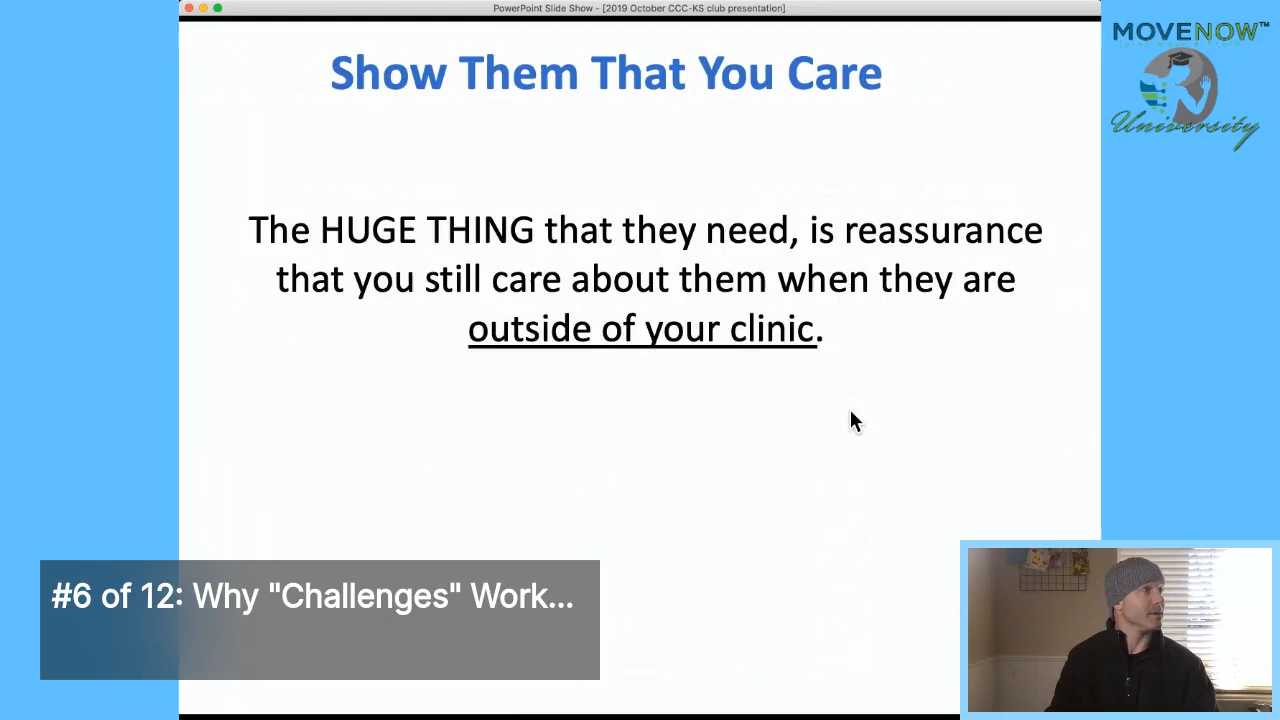 PowerPoint Slide Show - [2019 October CCC-KS club presentation]
MOVENOW™
University
Show Them That You Care
The HUGE THING that they need, is reassurance
that you still care about them when they are
outside of your clinic.
#6 of 12: Why "Challenges" Work...